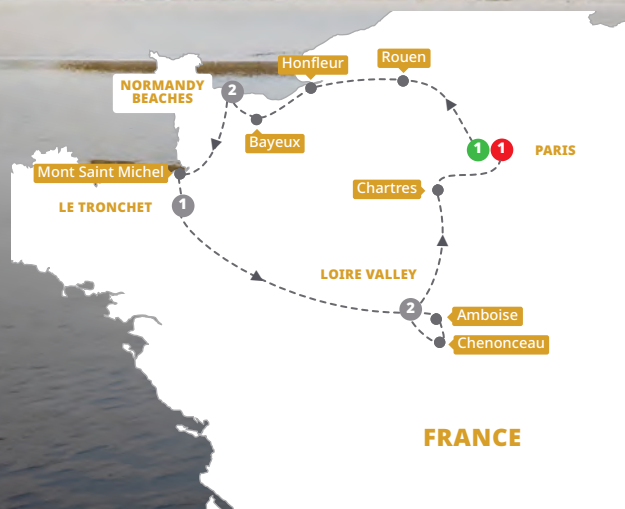 Rouen
Honfleur
NORMANDY
BEACHES
2
Bayeux
1
1
PARIS
Mont Saint Michel
Chartres
LE TRONCHET
1
LOIRE VALLEY
2
Amboise
Chenonceau
FRANCE